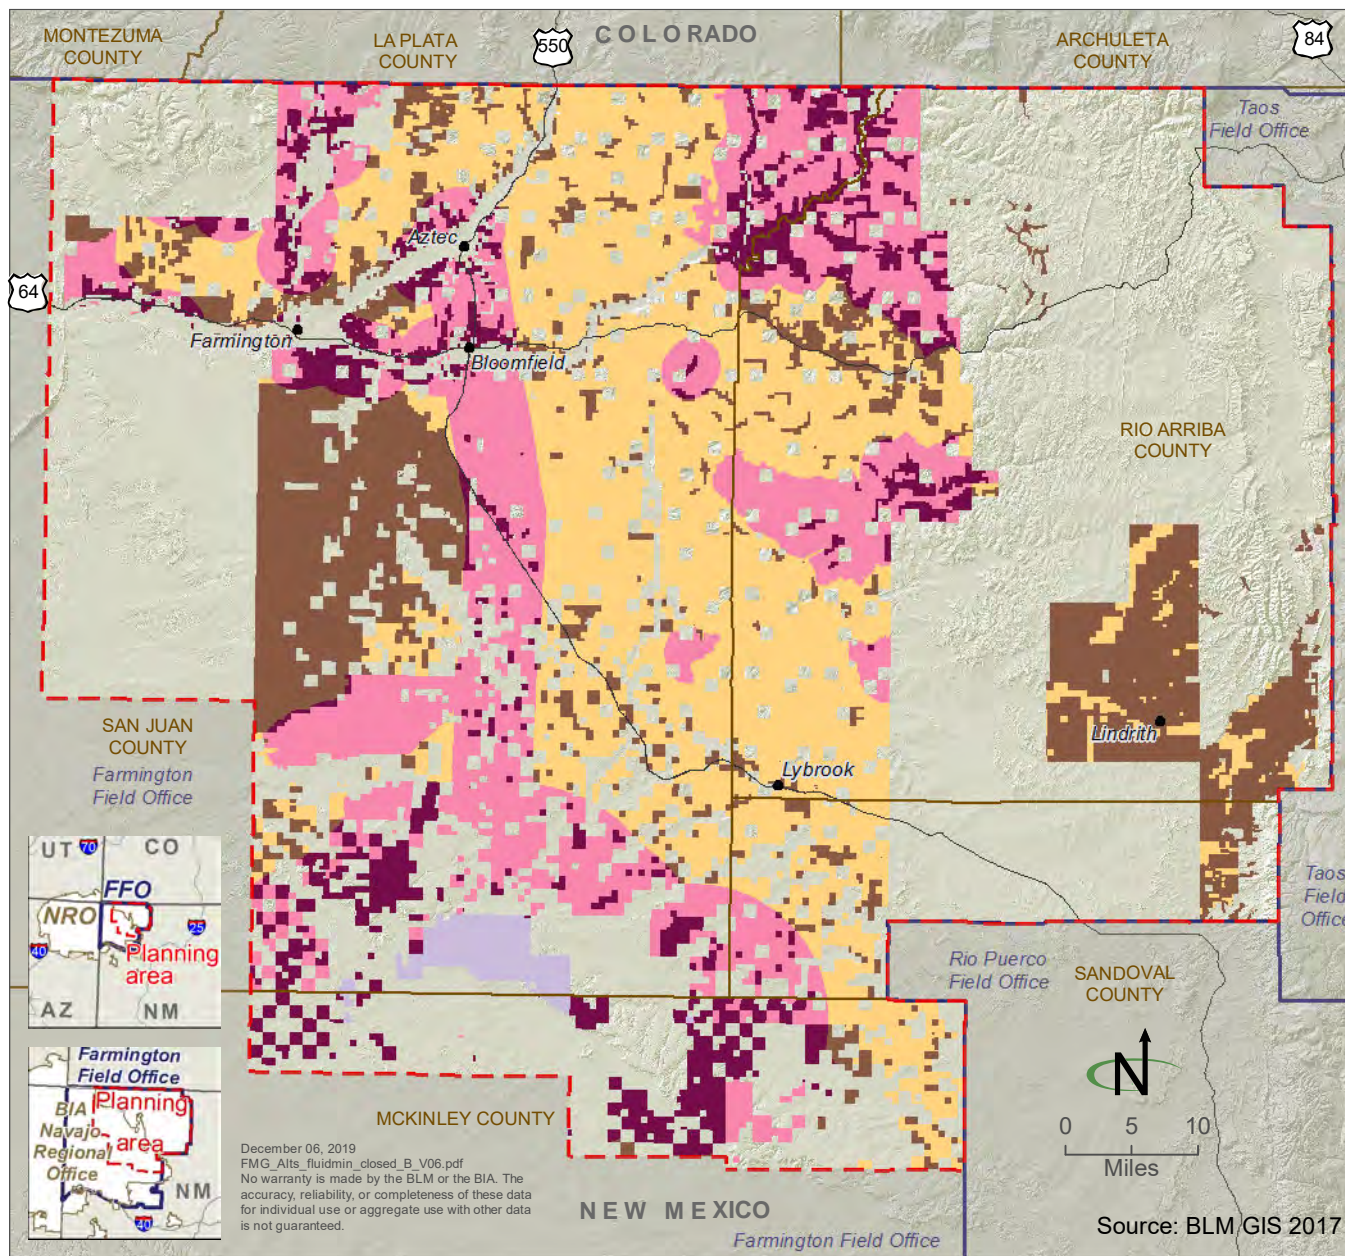 MONTEZUMA
COUNTY
LA PLATA
COUNTY
550
COLORADO
ARCHULETA
COUNTY
84
Taos
Field Office
Aztec
64
Farmington
Bloomfield
RIO ARRIBA
COUNTY
SAN JUAN
COUNTY
Farmington
Field Office
Lindrith
Lybrook
UT
70
CO
FFO
NRO
25
40
Planning
area
AZ
NM
Taos
Field
Office
Rio Puerco
Field Office
SANDOVAL
COUNTY
N
Farmington
Field Office
Planning
area
BIA
Navajo
Regional
Office
NM
40
MCKINLEY COUNTY
0 5 10
Miles
December 06, 2019
FMG_Alts_fluidmin_closed_B_V06.pdf
No warranty is made by the BLM or the BIA. The
accuracy, reliability, or completeness of these data
for individual use or aggregate use with other data
is not guaranteed.
NEW MEXICO
Farmington Field Office
Source: BLM GIS 2017